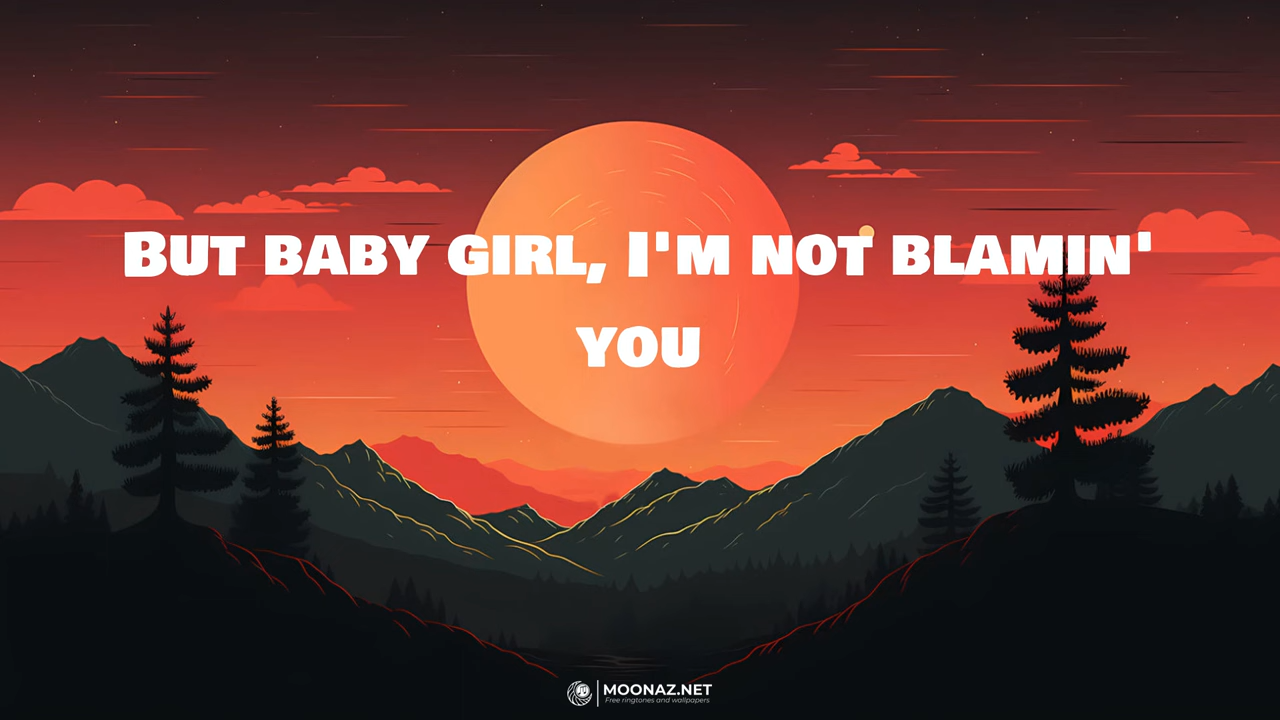 But baby girl, I'm not blamin'
you
MOONAZ.NET
Free ringtones and wallpapers